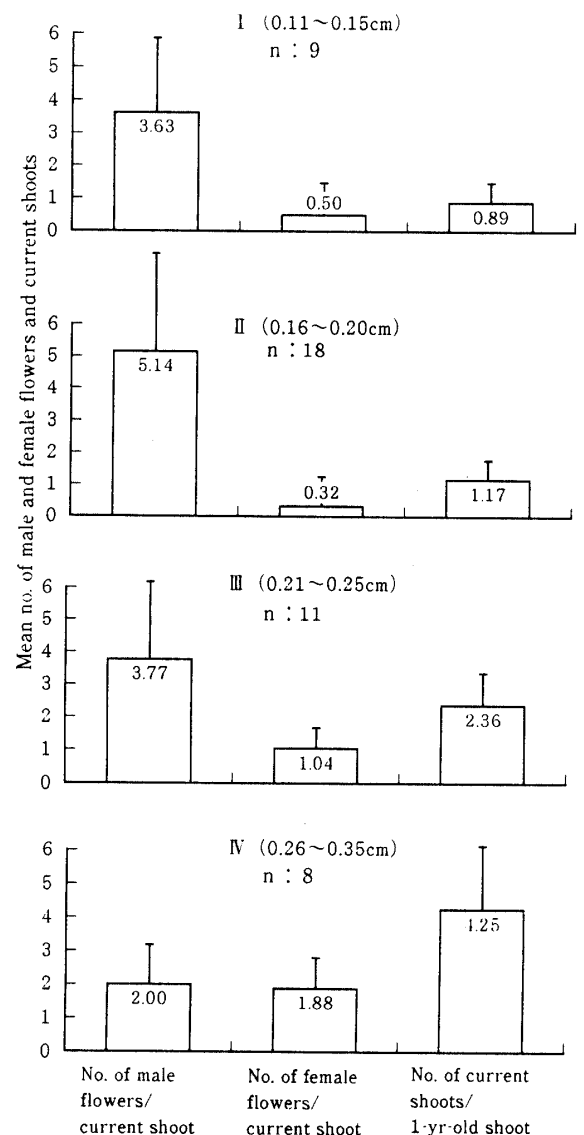 Mean no. of male and female flowers and current shoots
I (0.11~0.15cm)
n : 9
6
5
4
3
2
1
0
3.63
0.50
0.89
II (0.16~0.20cm)
n : 18
6
5
4
3
2
1
0
5.14
0.32
1.17
III (0.21~0.25cm)
n : 11
6
5
4
3
2
1
0
3.77
1.04
2.36
IV (0.26~0.35cm)
n : 8
6
5
4
3
2
1
0
2.00
1.88
4.25
No. of male
flowers/
current shoot
No. of female
flowers/
current shoot
No. of current
shoots/
1-yr-old shoot